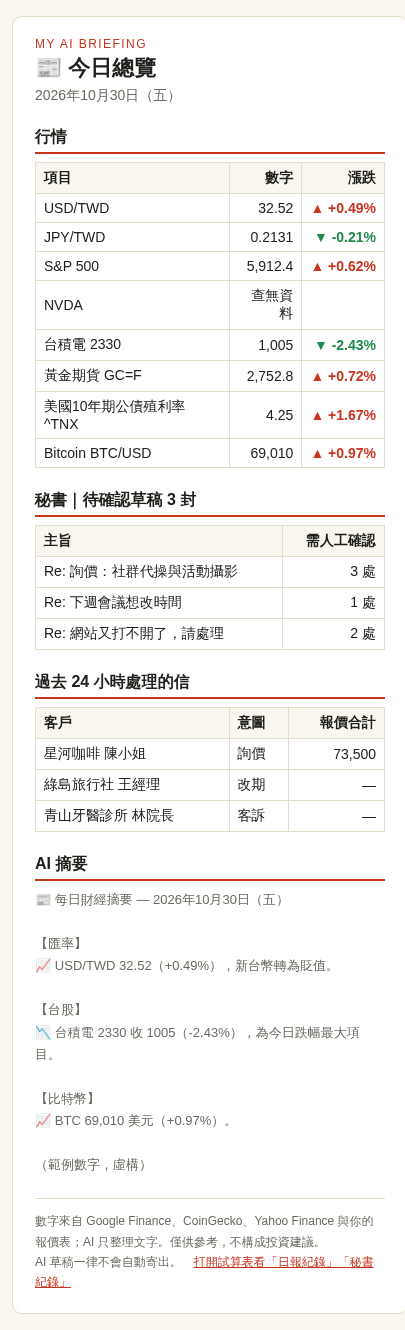 MY AI BRIEFING
📰 今日總覽
2026年10月30日（五）
行情
項目 數字 漲跌
USD/TWD 32.52 ▲ +0.49%
JPY/TWD 0.2131 ▼ -0.21%
S&P 500 5,912.4 ▲ +0.62%
NVDA 查無資
料
台積電 2330 1,005 ▼ -2.43%
黃金期貨 GC=F 2,752.8 ▲ +0.72%
美國10年期公債殖利率
^TNX 4.25 ▲ +1.67%
Bitcoin BTC/USD 69,010 ▲ +0.97%
秘書｜待確認草稿 3 封
主旨 需人工確認
Re: 詢價：社群代操與活動攝影 3 處
Re: 下週會議想改時間 1 處
Re: 網站又打不開了，請處理 2 處
過去 24 小時處理的信
客戶 意圖 報價合計
星河咖啡 陳小姐 詢價 73,500
綠島旅行社 王經理 改期 —
青山牙醫診所 林院長 客訴 —
AI 摘要
📰 每日財經摘要 — 2026年10月30日（五）
【匯率】
📈 USD/TWD 32.52（+0.49%），新台幣轉為貶值。
【台股】
📉 台積電 2330 收 1005（-2.43%），為今日跌幅最大項
目。
【比特幣】
📈 BTC 69,010 美元（+0.97%）。
（範例數字，虛構）
數字來自 Google Finance、CoinGecko、Yahoo Finance 與你的
報價表；AI 只整理文字。僅供參考，不構成投資建議。
AI 草稿一律不會自動寄出。 打開試算表看「日報紀錄」「秘書
紀錄」